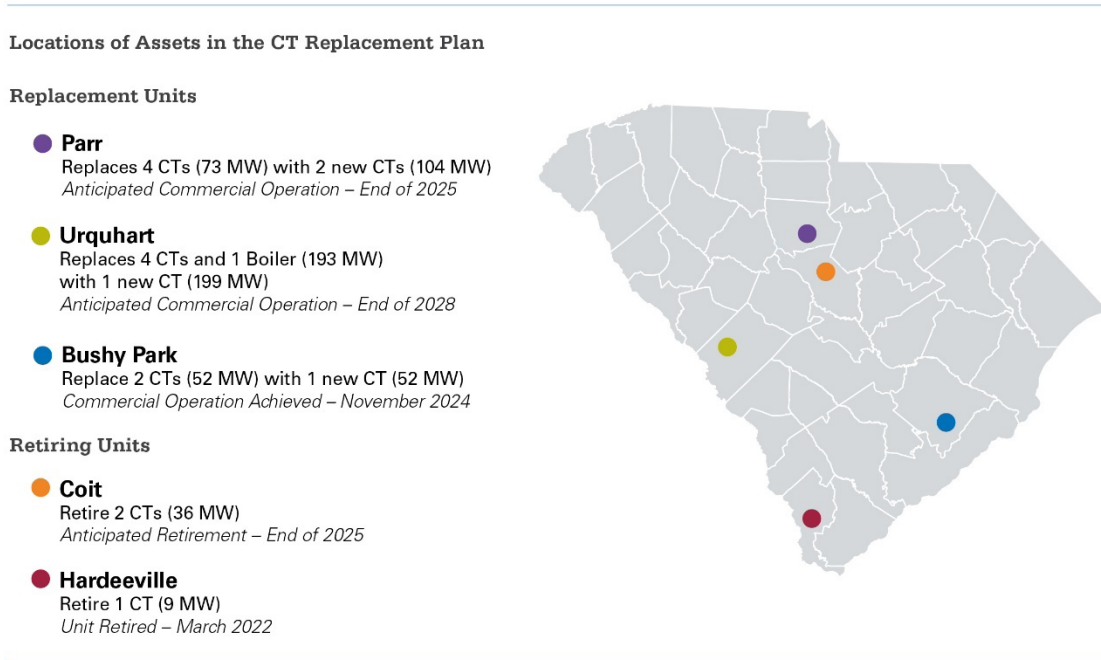 Locations of Assets in the CT Replacement Plan
Replacement Units
Parr
Replaces 4 CTs (73 MW) with 2 new CTs (104 MW)
Anticipated Commercial Operation – End of 2025
Urquhart
Replaces 4 CTs and 1 Boiler (193 MW)
with 1 new CT (199 MW)
Anticipated Commercial Operation – End of 2028
Bushy Park
Replace 2 CTs (52 MW) with 1 new CT (52 MW)
Commercial Operation Achieved – November 2024
Retiring Units
Coit
Retire 2 CTs (36 MW)
Anticipated Retirement – End of 2025
Hardeeville
Retire 1 CT (9 MW)
Unit Retired – March 2022